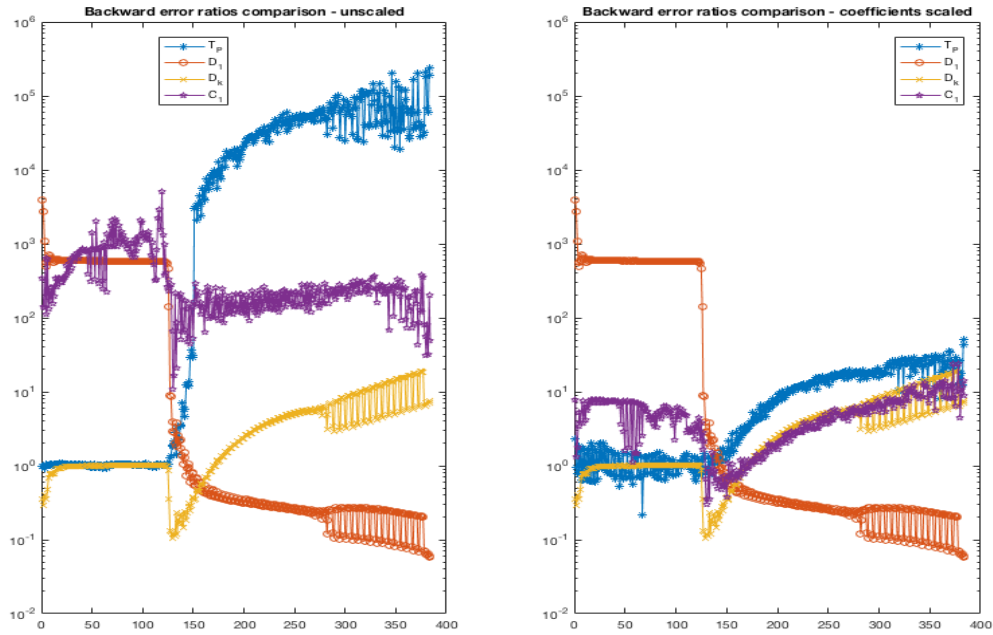 Backward error ratios comparison - unscaled
10^6
10^5
10^4
10^3
10^2
10^1
10^0
10^-1
10^-2
0 50 100 150 200 250 300 350 400
T_P
D_1
D_k
C_1
Backward error ratios comparison - coefficients scaled
10^6
10^5
10^4
10^3
10^2
10^1
10^0
10^-1
10^-2
0 50 100 150 200 250 300 350 400
T_P
D_1
D_k
C_1